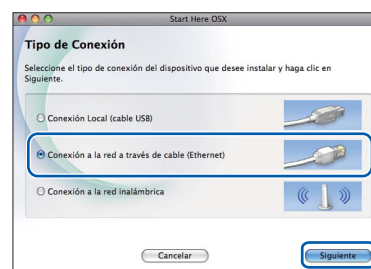 Start Here OSX
Tipo de Conexión
Seleccione el tipo de conexión del dispositivo que desee instalar y haga clic en
Siguiente.
Conexión Local (cable USB)
Conexión a la red a través de cable (Ethernet)
Conexión a la red inalámbrica
Cancelar
Siguiente